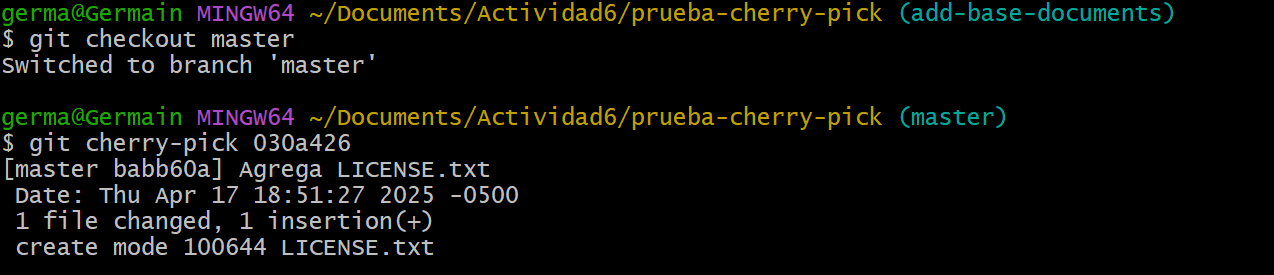 germa@Germain MINGW64 ~/Documents/Actividad6/prueba-cherry-pick (add-base-documents)
$ git checkout master
Switched to branch 'master'

germa@Germain MINGW64 ~/Documents/Actividad6/prueba-cherry-pick (master)
$ git cherry-pick 030a426
[master babb60a] Agrega LICENSE.txt
 Date: Thu Apr 17 18:51:27 2025 -0500
 1 file changed, 1 insertion(+)
 create mode 100644 LICENSE.txt